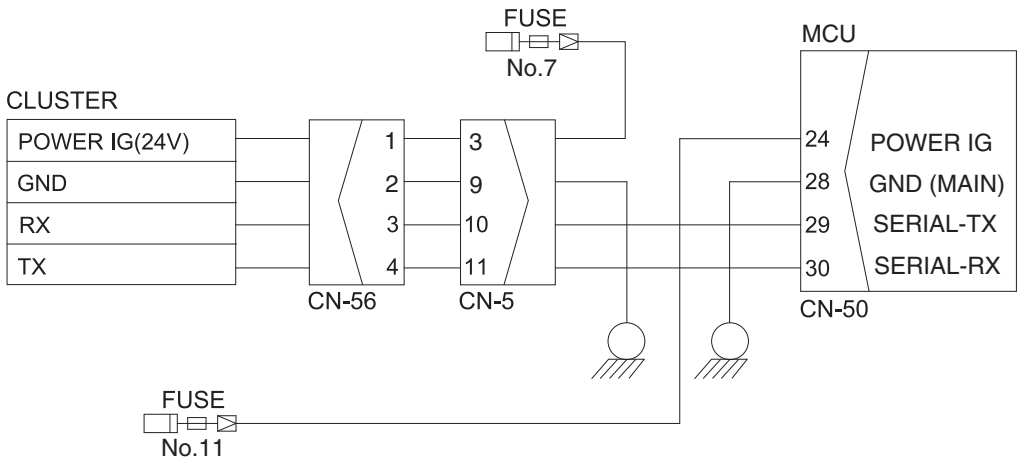 FUSE
No.7
MCU
CLUSTER
POWER IG(24V) 1 3 24 POWER IG
GND 2 9 28 GND (MAIN)
RX 3 10 29 SERIAL-TX
TX 4 11 30 SERIAL-RX
CN-56 CN-5 CN-50
FUSE
No.11